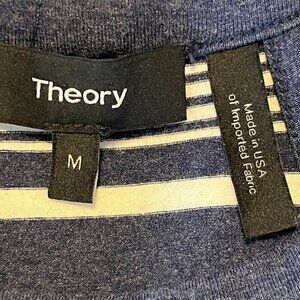 Theory
M
Made in USA
of Imported Fabric